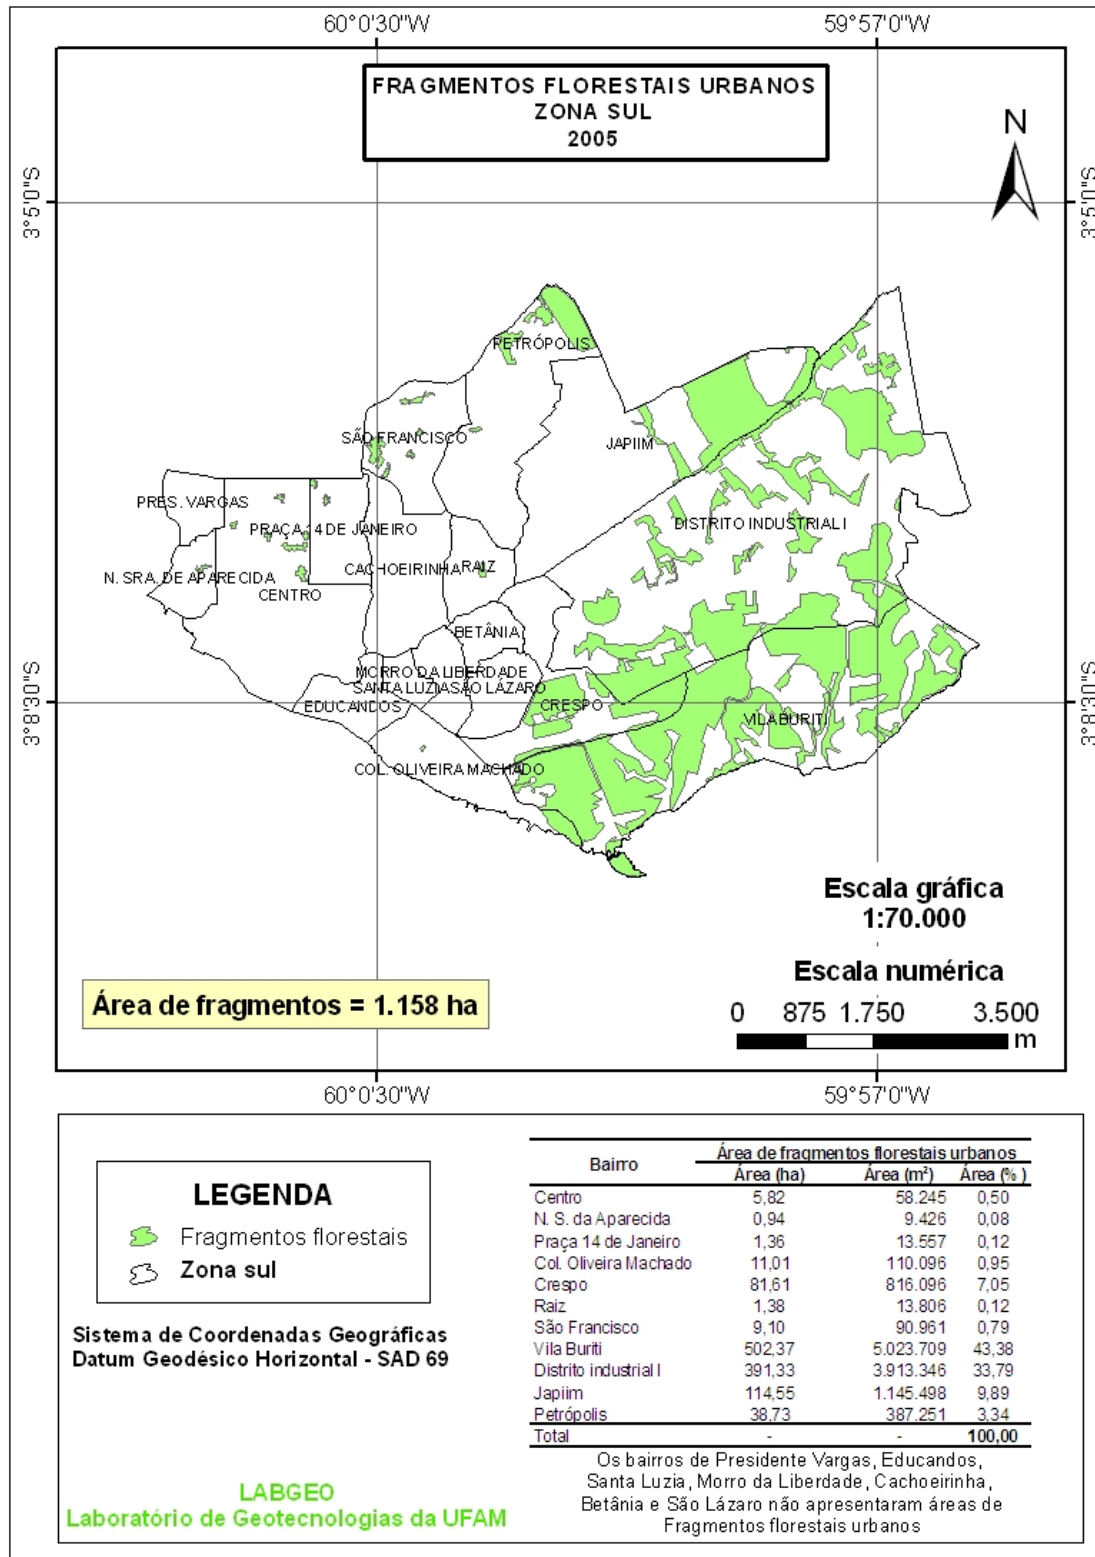 60°0'30"W
59°57'0"W
FRAGMENTOS FLORESTAIS URBANOS
ZONA SUL
2005
N
3°5'0"S
3°5'0"S
PETRÓPOLIS
SÃO FRANCISCO
JAPIIM
PRES. VARGAS
PRAÇA 14 DE JANEIRO
DISTRITO INDUSTRIAL I
CACHOEIRINHA
RAIZ
N. SRA. DE APARECIDA
CENTRO
BETÂNIA
MORRO DA LIBERDADE
SANTA LUZIA
SÃO LÁZARO
EDUCANDOS
CRESPO
VILA BURITI
3°8'30"S
3°8'30"S
COL. OLIVEIRA MACHADO
Escala gráfica
1:70.000
Escala numérica
0 875 1.750 3.500
m
Área de fragmentos = 1.158 ha
60°0'30"W
59°57'0"W
LEGENDA
Fragmentos florestais
Zona sul
Sistema de Coordenadas Geográficas
Datum Geodésico Horizontal - SAD 69
LABGEO
Laboratório de Geotecnologias da UFAM
Bairro Área de fragmentos florestais urbanos
Área (ha) Área (m²) Área (%)
Centro 5,82 58.245 0,50
N. S. da Aparecida 0,94 9.426 0,08
Praça 14 de Janeiro 1,36 13.557 0,12
Col. Oliveira Machado 11,01 110.096 0,95
Crespo 81,61 816.096 7,05
Raiz 1,38 13.806 0,12
São Francisco 9,10 90.961 0,79
Vila Buriti 502,37 5.023.709 43,38
Distrito industrial I 391,33 3.913.346 33,79
Japiim 114,55 1.145.498 9,89
Petrópolis 38,73 387.251 3,34
Total - - 100,00
Os bairros de Presidente Vargas, Educandos,
Santa Luzia, Morro da Liberdade, Cachoeirinha,
Betânia e São Lázaro não apresentaram áreas de
Fragmentos florestais urbanos